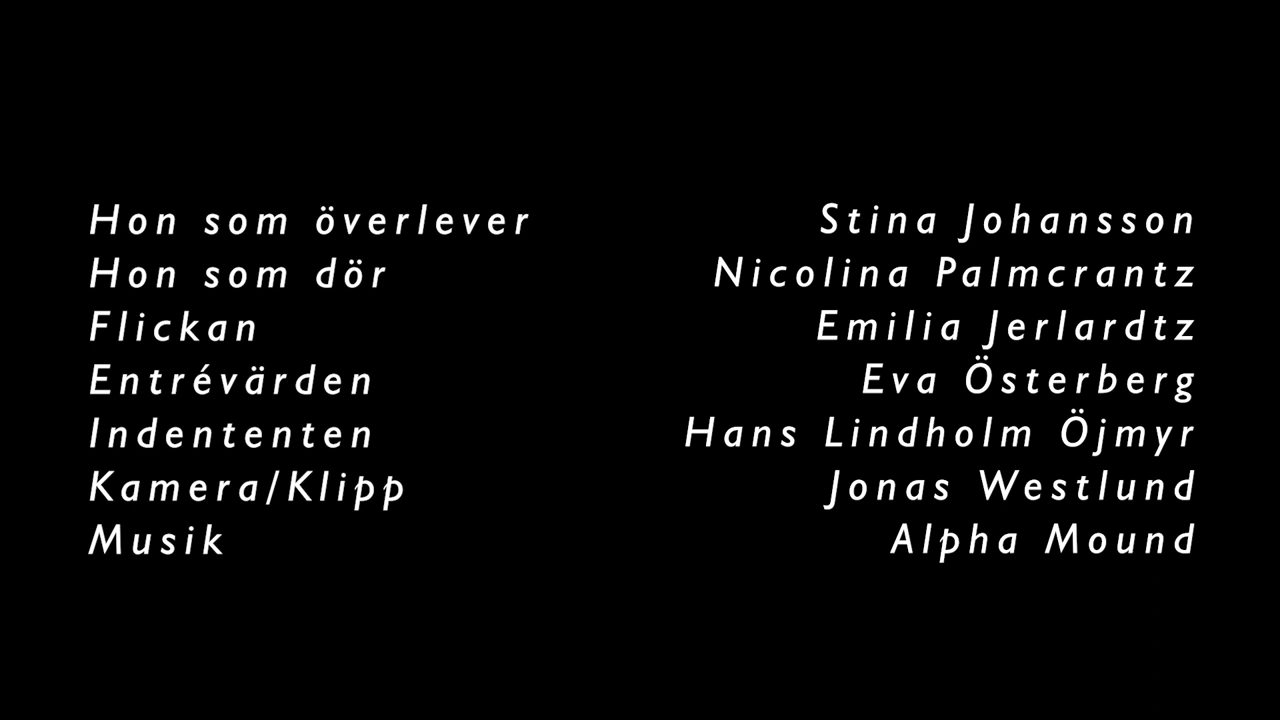 Hon som överlever Stina Johansson
Hon som dör Nicolina Palmcrantz
Flickan Emilia Jerlardtz
Entrévärden Eva Österberg
Indententen Hans Lindholm Öjmyr
Kamera/Klipp Jonas Westlund
Musik Alpha Mound